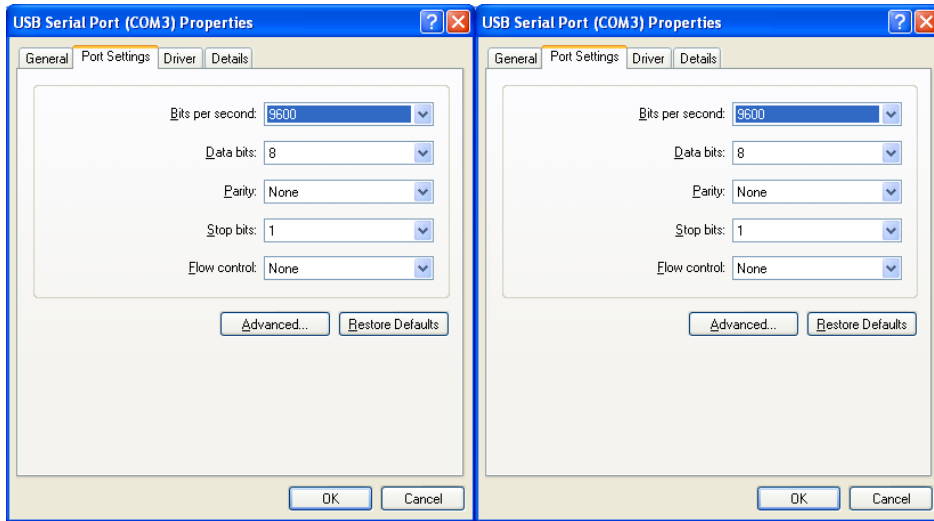 USB Serial Port (COM3) Properties
General Port Settings Driver Details
Bits per second: 9600
Data bits: 8
Parity: None
Stop bits: 1
Flow control: None
Advanced... Restore Defaults
OK Cancel
USB Serial Port (COM3) Properties
General Port Settings Driver Details
Bits per second: 9600
Data bits: 8
Parity: None
Stop bits: 1
Flow control: None
Advanced... Restore Defaults
OK Cancel